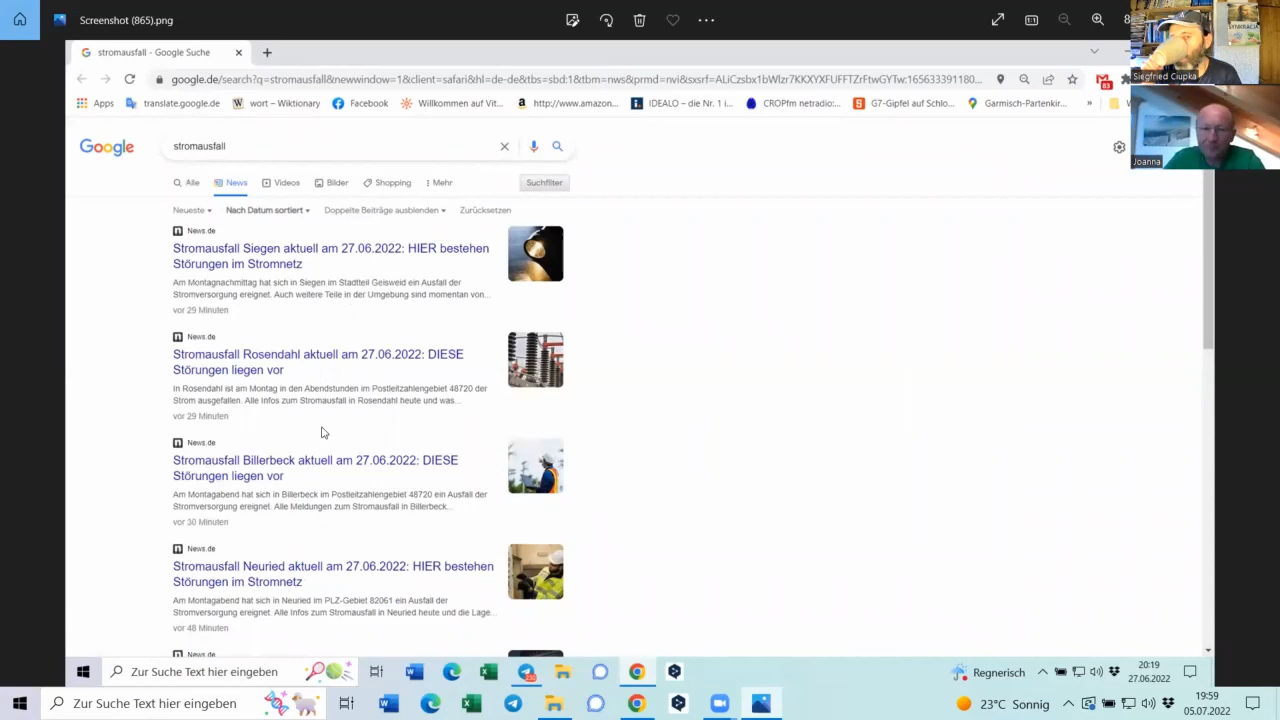 Screenshot (865).png
stromausfall - Google Suche
google.de/search?q=stromausfall&newwindow=1&client=safari&hl=de-de&tbs=sbd:1&tbm=nws&prmd=nvi&sxsrf=ALiCzsbx1bWlzr7KKXYXFUFFTZrFtwGYTw:165633391180...
83
Apps
translate.google.de
wort – Wiktionary
Facebook
Willkommen auf Vit...
http://www.amazon...
IDEALO – die Nr. 1 i...
CROPfm netradio:...
G7-Gipfel auf Schlo...
Garmisch-Partenkir...
Siegfried Ciupka
Joanna
Google
stromausfall
Alle
News
Videos
Bilder
Shopping
Mehr
Suchfilter
Neueste
Nach Datum sortiert
Doppelte Beiträge ausblenden
Zurücksetzen
News.de
Stromausfall Siegen aktuell am 27.06.2022: HIER bestehen
Störungen im Stromnetz
Am Montagnachmittag hat sich in Siegen im Stadtteil Geisweid ein Ausfall der
Stromversorgung ereignet. Auch weitere Teile in der Umgebung sind momentan von...
vor 29 Minuten
News.de
Stromausfall Rosendahl aktuell am 27.06.2022: DIESE
Störungen liegen vor
In Rosendahl ist am Montag in den Abendstunden im Postleitzahlengebiet 48720 der
Strom ausgefallen. Alle Infos zum Stromausfall in Rosendahl heute und was...
vor 29 Minuten
News.de
Stromausfall Billerbeck aktuell am 27.06.2022: DIESE
Störungen liegen vor
Am Montagabend hat sich in Billerbeck im Postleitzahlengebiet 48720 ein Ausfall der
Stromversorgung ereignet. Alle Meldungen zum Stromausfall in Billerbeck...
vor 30 Minuten
News.de
Stromausfall Neuried aktuell am 27.06.2022: HIER bestehen
Störungen im Stromnetz
Am Montagabend hat sich in Neuried im PLZ-Gebiet 82061 ein Ausfall der
Stromversorgung ereignet. Alle Infos zum Stromausfall in Neuried heute und die Lage...
vor 48 Minuten
News.de
Zur Suche Text hier eingeben
Regnerisch
20:19
27.06.2022
Zur Suche Text hier eingeben
23°C Sonnig
19:59
05.07.2022